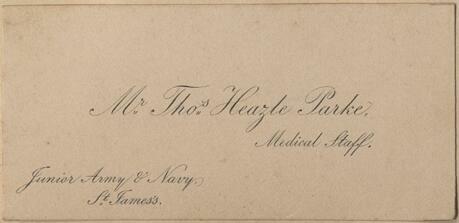 Mr. Thos. Heazle Parke,
Medical Staff.
Junior Army & Navy,
St. James's.